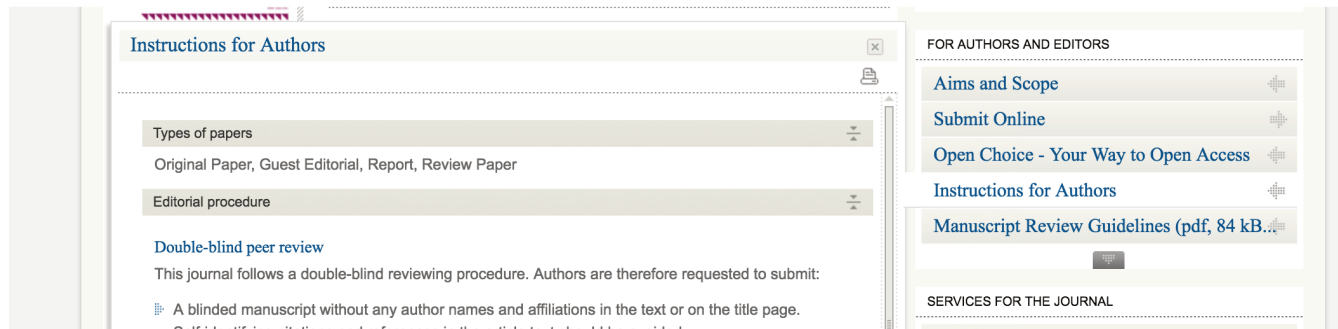 Instructions for Authors
Types of papers
Original Paper, Guest Editorial, Report, Review Paper
Editorial procedure
Double-blind peer review
This journal follows a double-blind reviewing procedure. Authors are therefore requested to submit:
A blinded manuscript without any author names and affiliations in the text or on the title page.
FOR AUTHORS AND EDITORS
Aims and Scope
Submit Online
Open Choice - Your Way to Open Access
Instructions for Authors
Manuscript Review Guidelines (pdf, 84 kB...
SERVICES FOR THE JOURNAL